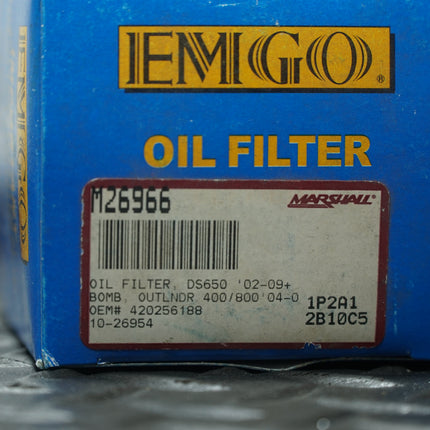 EMGO®
OIL FILTER
M26966 MARSHALL
OIL FILTER, DS650 '02-09+
BOMB, OUTLNDR 400/800'04-0
OEM# 420256188
10-26954
1P2A1
2B10C5